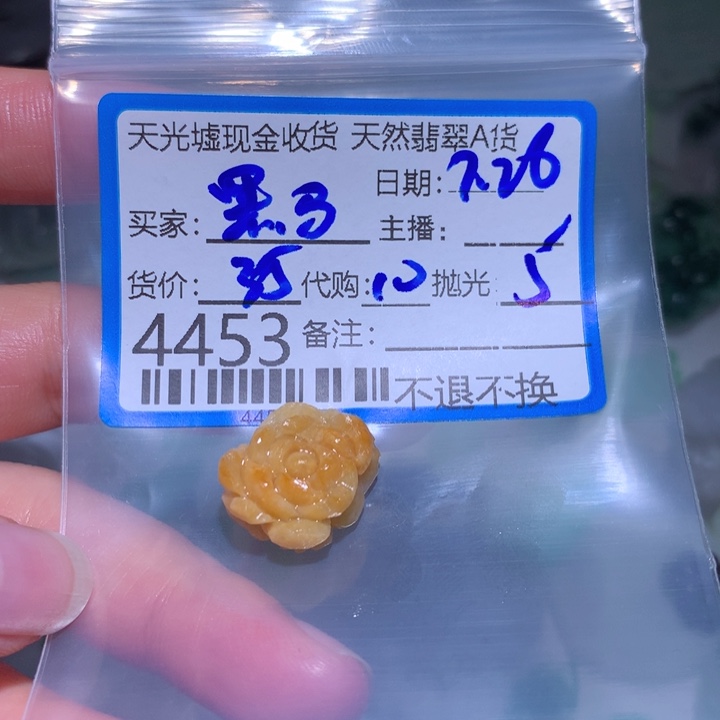 天光墟现金收货 天然翡翠A货
日期: 7.26
买家: 黑马 主播:
货价: 35 代购: 10 抛光 5
4453 备注:
不退不换